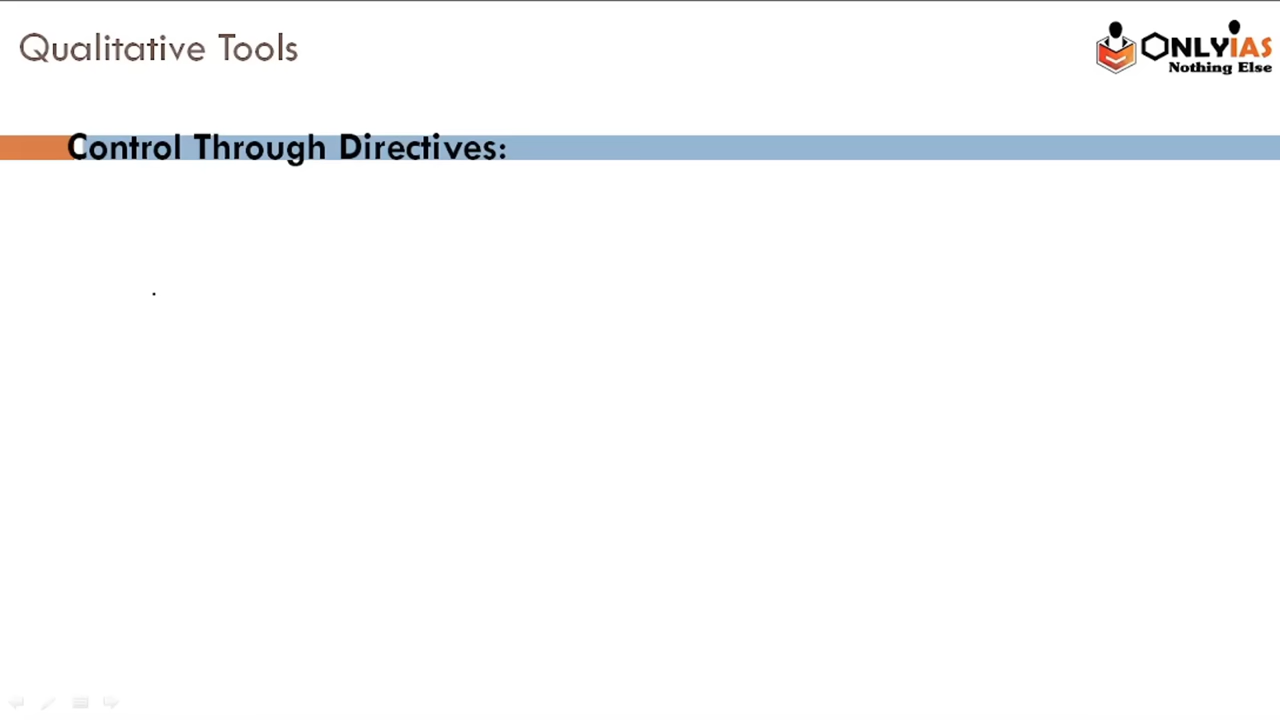 Qualitative Tools
ONLYIAS
Nothing Else
Control Through Directives: